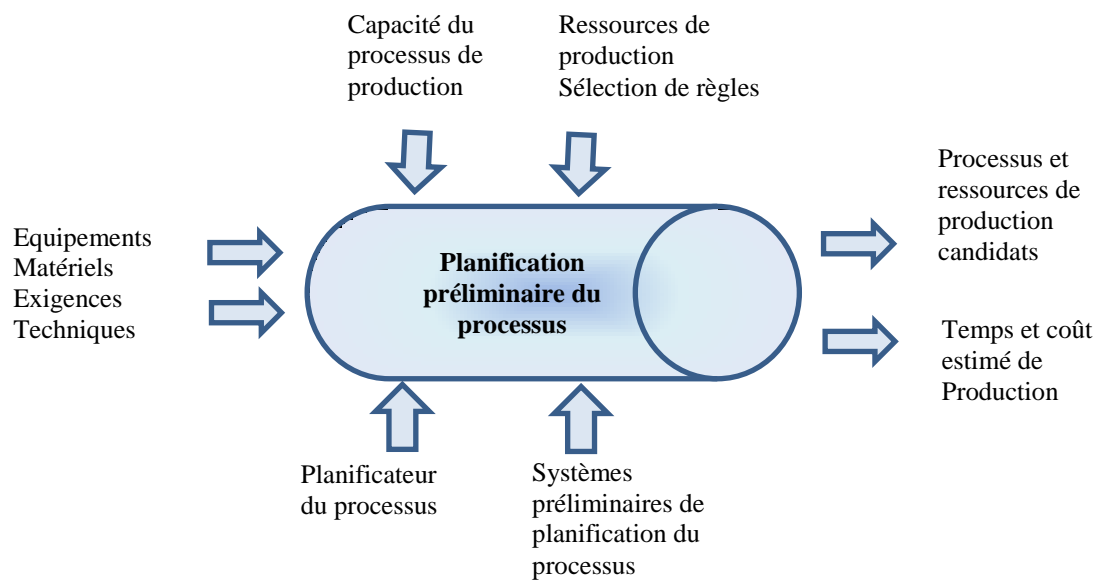 Capacité du
processus de
production
Ressources de
production
Sélection de règles
Equipements
Matériels
Exigences
Techniques
Planification
préliminaire du
processus
Processus et
ressources de
production
candidats
Temps et coût
estimé de
Production
Planificateur
du processus
Systèmes
préliminaires de
planification du
processus